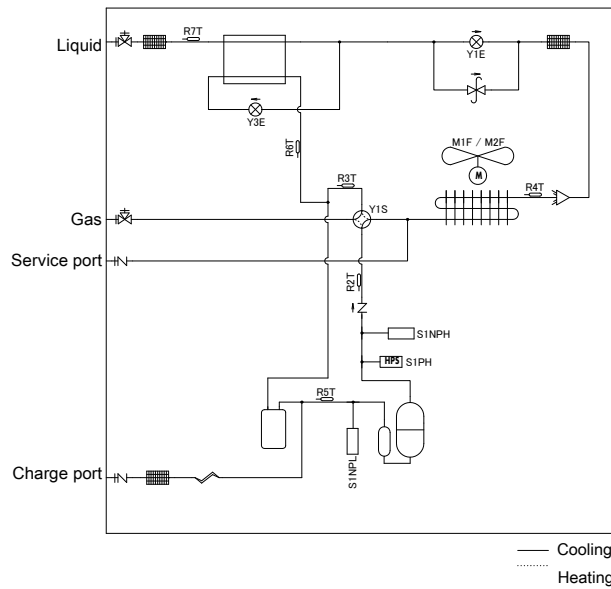 R7T
Liquid
Y1E
Y3E
R6T
M1F / M2F
M
R3T
R4T
Y1S
Gas
Service port
R2T
S1NPH
HPS
S1PH
R5T
S1NPL
Charge port
Cooling
Heating